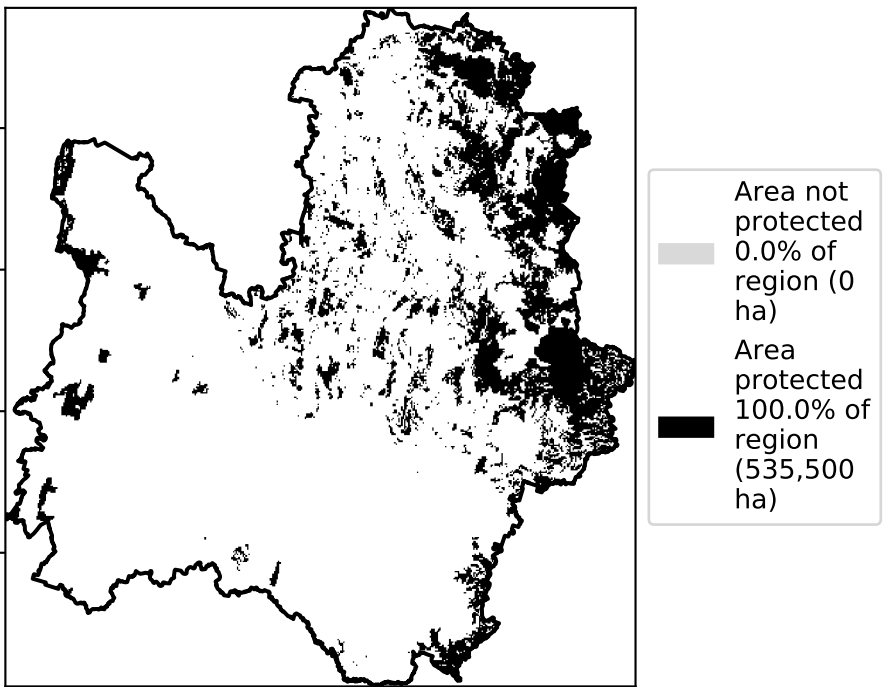 Area not
protected
0.0% of
region (0
ha)
Area
protected
100.0% of
region
(535,500
ha)